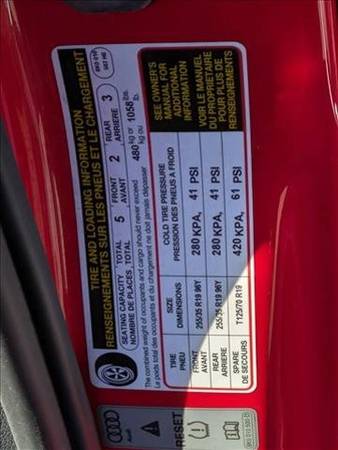 TIRE AND LOADING INFORMATION
RENSEIGNEMENTS SUR LES PNEUS ET LE CHARGEMENT
SEATING CAPACITY TOTAL 5 FRONT 2 REAR 3
NOMBRE DE PLACES TOTAL AVANT ARRIERE
The combined weight of occupants and cargo should never exceed 480 kg or 1058 lbs.
Le poids total des occupants et du chargement ne doit jamais dépasser kg ou lb.
TIRE SIZE COLD TIRE PRESSURE
PNEU DIMENSIONS PRESSION DES PNEUS A FROID
FRONT 255/35 R19 96Y 280 KPA, 41 PSI
AVANT
REAR 255/35 R19 96Y 280 KPA, 41 PSI
ARRIERE
SPARE T125/70 R19 420 KPA, 61 PSI
DE SECOURS
SEE OWNER'S
MANUAL FOR
ADDITIONAL
INFORMATION
VOIR LE MANUEL
DU PROPRIETAIRE
POUR PLUS DE
RENSEIGNEMENTS
Audi
RESET